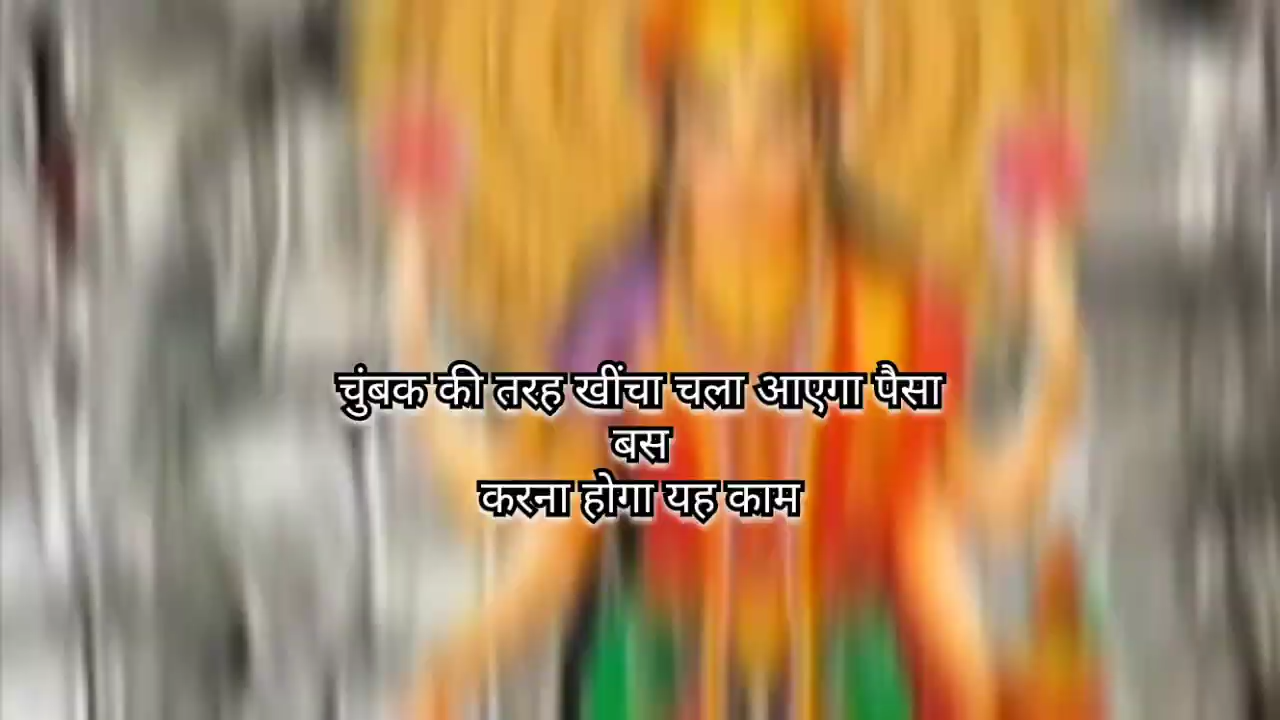 चुंबक की तरह खींचा चला आएगा पैसा
बस
करना होगा यह काम